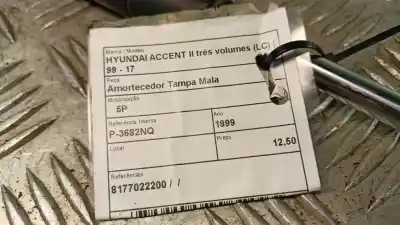 Marca / Modelo
HYUNDAI ACCENT II três volumes (LC)
99 - 17
Peça
Amortecedor Tampa Mala
Motorização
5P
Referência Interna
P-3682NQ
Ano
1999
Local
Preço
12,50
Observações
8177022200 / /